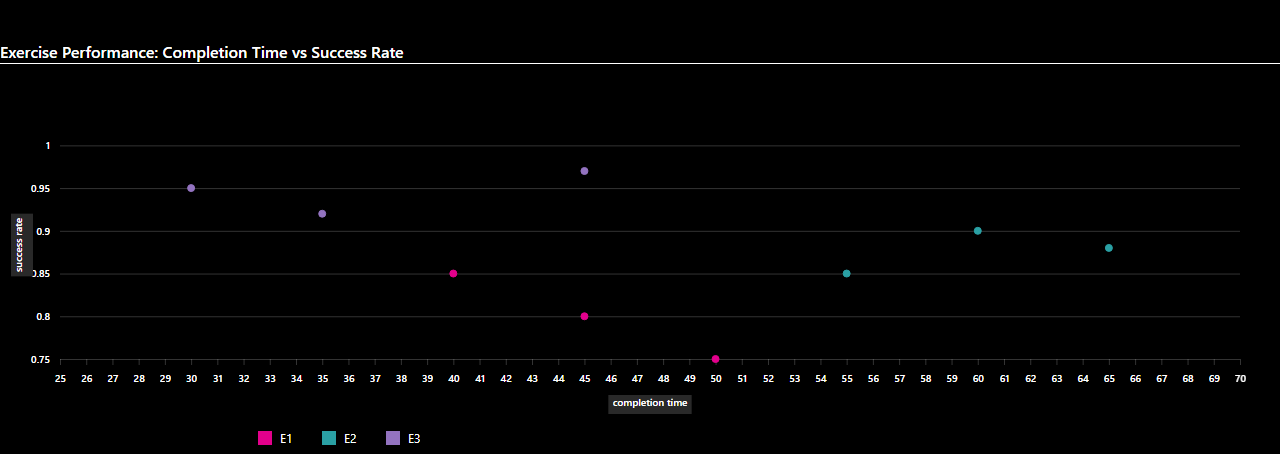 Exercise Performance: Completion Time vs Success Rate
1
0.95
0.9
0.85
0.8
0.75
success rate
25 26 27 28 29 30 31 32 33 34 35 36 37 38 39 40 41 42 43 44 45 46 47 48 49 50 51 52 53 54 55 56 57 58 59 60 61 62 63 64 65 66 67 68 69 70
completion time
E1 E2 E3